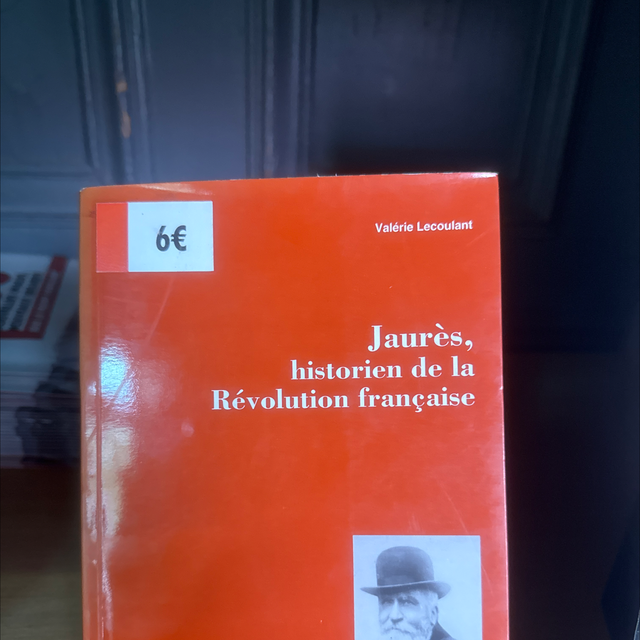 6€
Valérie Lecoulant
Jaurès,
historien de la
Révolution française